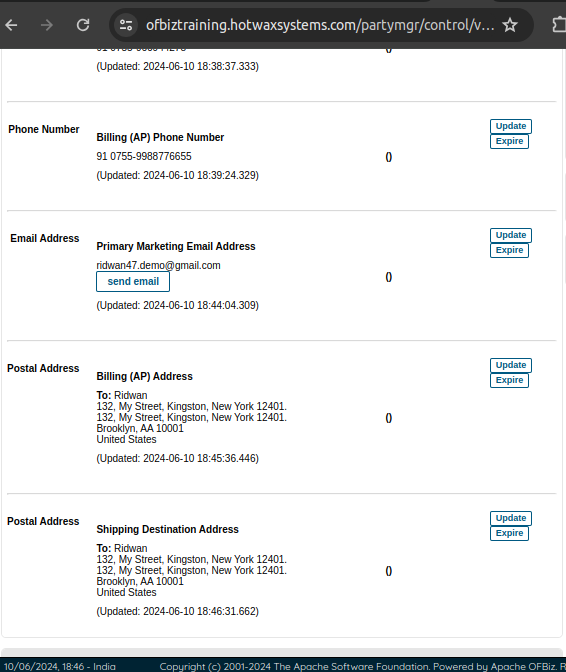 ofbiztraining.hotwaxsystems.com/partymgr/control/v...
(Updated: 2024-06-10 18:38:37.333)
Phone Number
Billing (AP) Phone Number
Update
Expire
91 0755-9988776655
()
(Updated: 2024-06-10 18:39:24.329)
Email Address
Primary Marketing Email Address
Update
Expire
ridwan47.demo@gmail.com
send email
()
(Updated: 2024-06-10 18:44:04.309)
Postal Address
Billing (AP) Address
Update
Expire
To: Ridwan
132, My Street, Kingston, New York 12401.
132, My Street, Kingston, New York 12401.
()
Brooklyn, AA 10001
United States
(Updated: 2024-06-10 18:45:36.446)
Postal Address
Shipping Destination Address
Update
Expire
To: Ridwan
132, My Street, Kingston, New York 12401.
132, My Street, Kingston, New York 12401.
()
Brooklyn, AA 10001
United States
(Updated: 2024-06-10 18:46:31.662)
10/06/2024, 18:46 - India
Copyright (c) 2001-2024 The Apache Software Foundation. Powered by Apache OFBiz. R